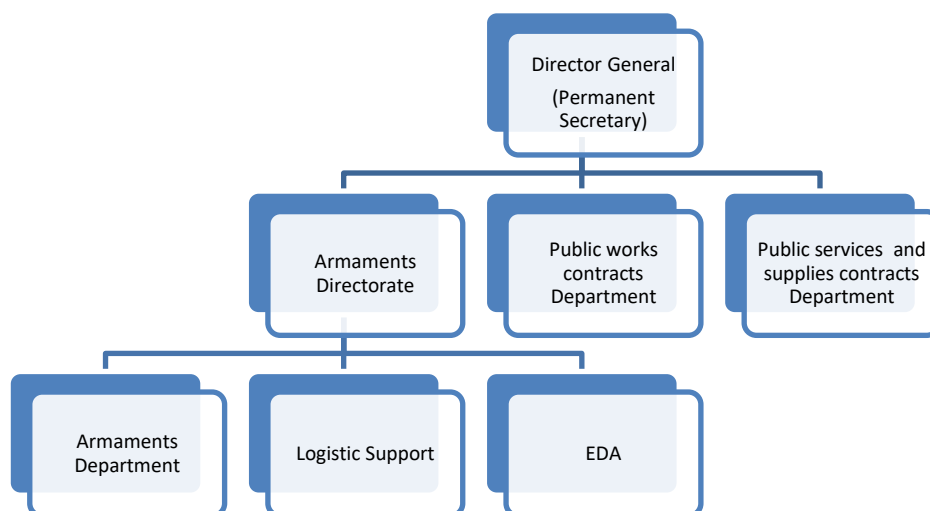 Director General
(Permanent
Secretary)
Armaments
Directorate
Public works
contracts
Department
Public services and
supplies contracts
Department
Armaments
Department
Logistic Support
EDA